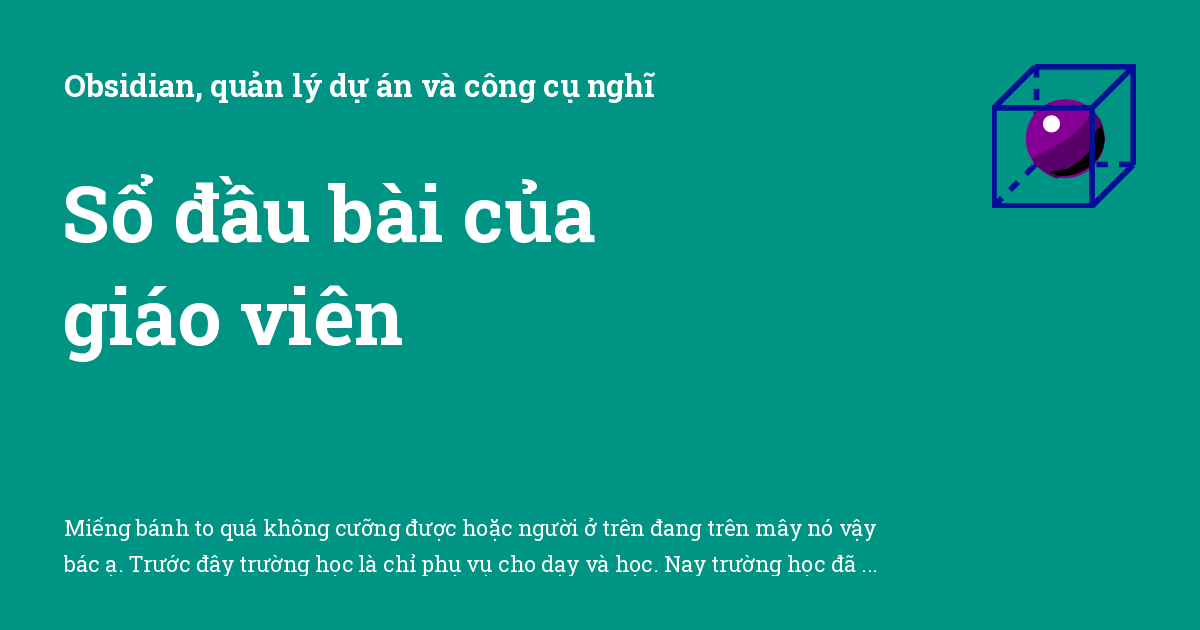 Obsidian, quản lý dự án và công cụ nghĩ
Sổ đầu bài của
giáo viên
Miếng bánh to quá không cưỡng được hoặc người ở trên đang trên mây nó vậy
bác ạ. Trước đây trường học là chỉ phụ vụ cho dạy và học. Nay trường học đã ...